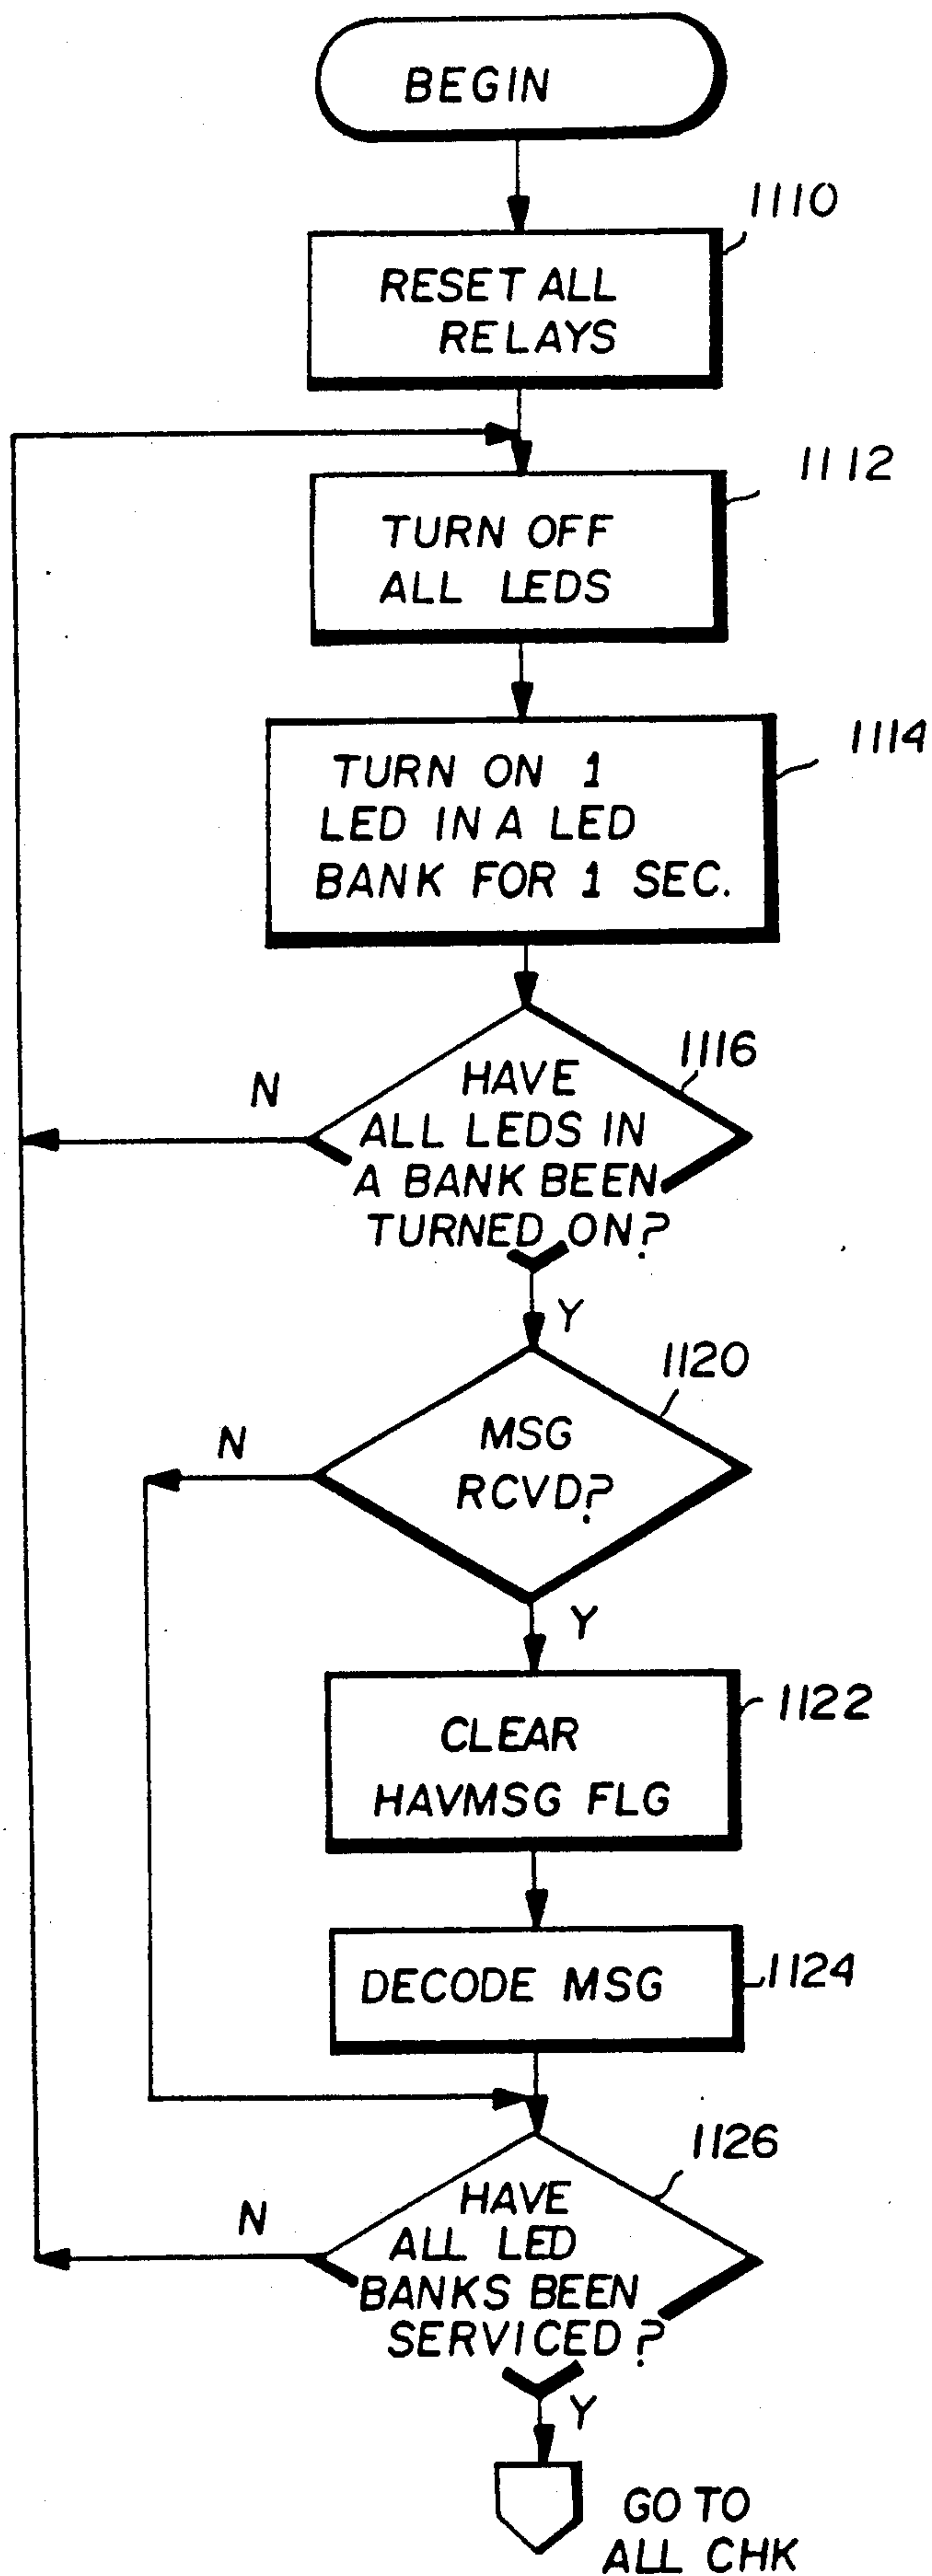 BEGIN
1110
RESET ALL
RELAYS
1112
TURN OFF
ALL LEDS
1114
TURN ON 1
LED IN A LED
BANK FOR 1 SEC.
1116
N
HAVE
ALL LEDS IN
A BANK BEEN
TURNED ON?
Y
1120
N
MSG
RCVD?
Y
1122
CLEAR
HAVMSG FLG
1124
DECODE MSG
1126
N
HAVE
ALL LED
BANKS BEEN
SERVICED?
Y
GO TO
ALL CHK